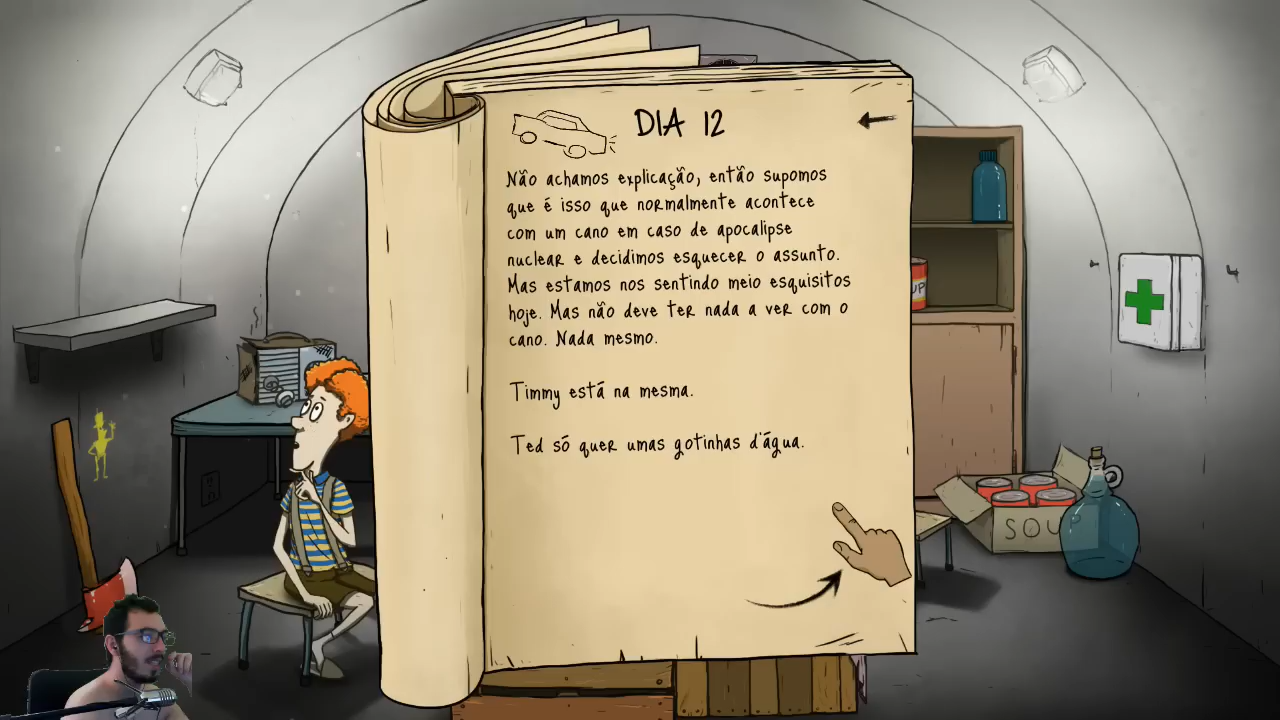 DIA 12
Não achamos explicação, então supomos
que é isso que normalmente acontece
com um cano em caso de apocalipse
nuclear e decidimos esquecer o assunto.
Mas estamos nos sentindo meio esquisitos
hoje. Mas não deve ter nada a ver com o
cano. Nada mesmo.
Timmy está na mesma.
Ted só quer umas gotinhas d'água.
UP
SOUP